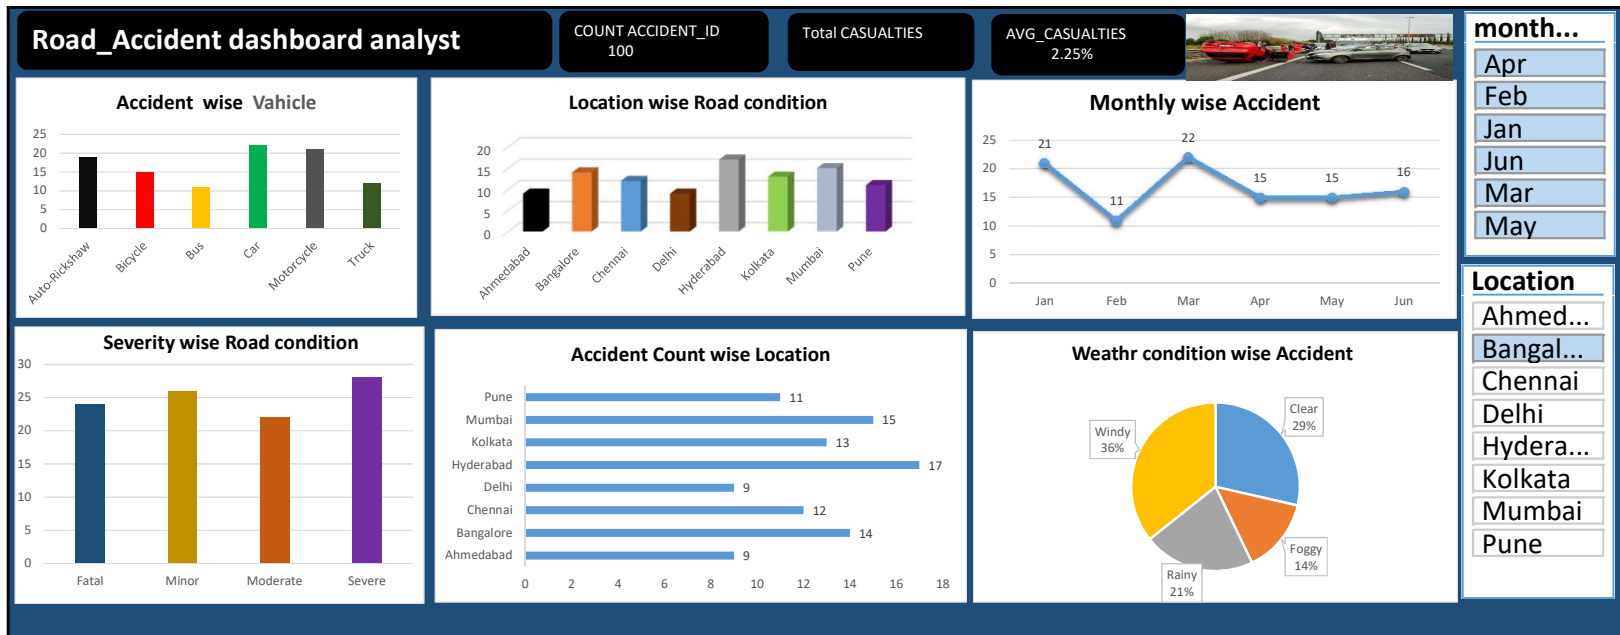 Road_Accident dashboard analyst
COUNT ACCIDENT_ID
100
Total CASUALTIES
AVG_CASUALTIES
2.25%
month...
Apr
Feb
Jan
Jun
Mar
May
Accident wise Vahicle
25
20
15
10
5
0
Auto-Rickshaw
Bicycle
Bus
Car
Motorcycle
Truck
Location wise Road condition
20
15
10
5
0
Ahmedabad
Bangalore
Chennai
Delhi
Hyderabad
Kolkata
Mumbai
Pune
Monthly wise Accident
25
20
15
10
5
0
21
11
22
15
15
16
Jan
Feb
Mar
Apr
May
Jun
Location
Ahmed...
Bangal...
Chennai
Delhi
Hydera...
Kolkata
Mumbai
Pune
Severity wise Road condition
30
25
20
15
10
5
0
Fatal
Minor
Moderate
Severe
Accident Count wise Location
Pune 11
Mumbai 15
Kolkata 13
Hyderabad 17
Delhi 9
Chennai 12
Bangalore 14
Ahmedabad 9
0 2 4 6 8 10 12 14 16 18
Weathr condition wise Accident
Clear
29%
Windy
36%
Foggy
14%
Rainy
21%